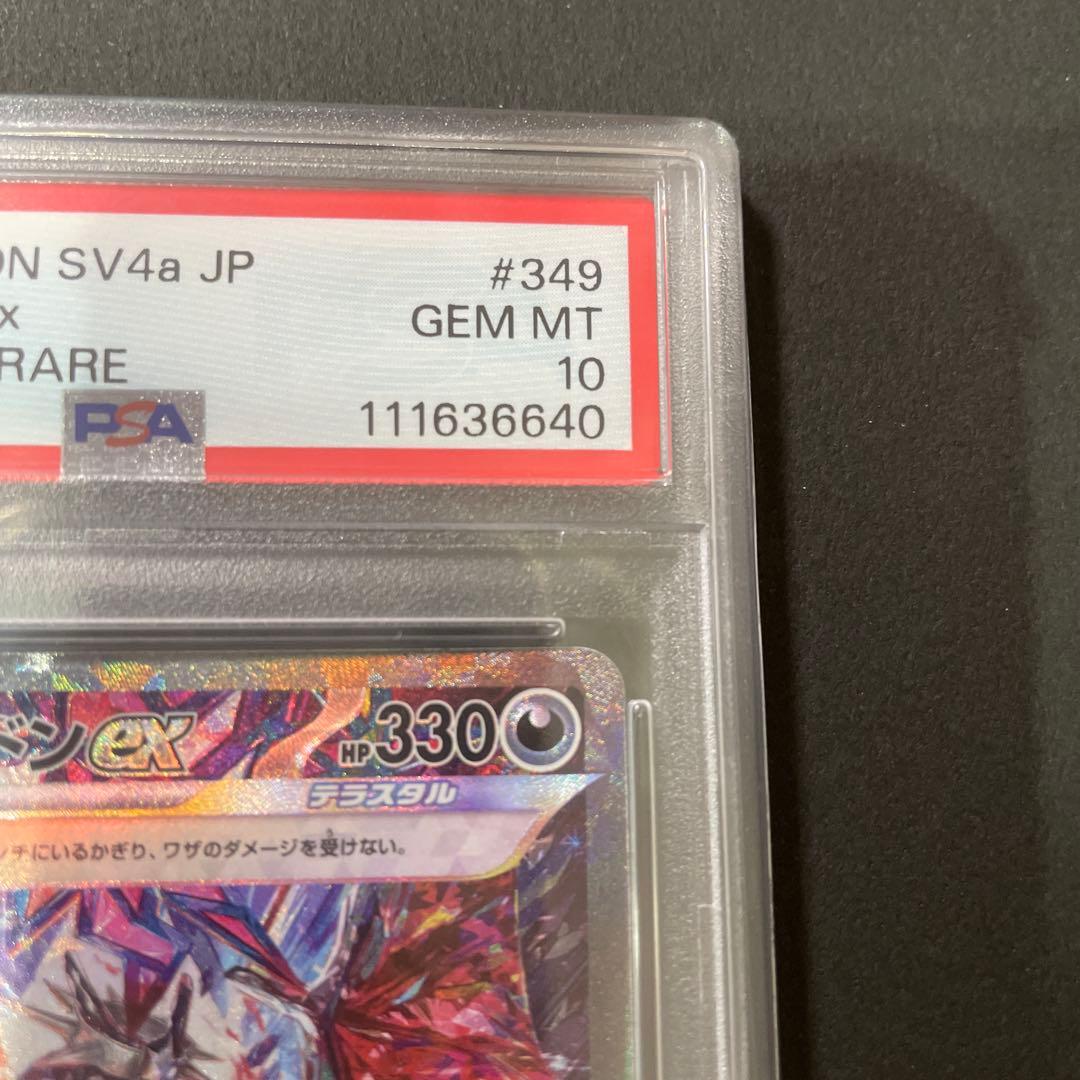 ON SV4a JP #349
x GEM MT
RARE 10
PSA 111636640
ドンex HP330
テラスタル
ンチにいるかぎり、ワザのダメージを受けない。